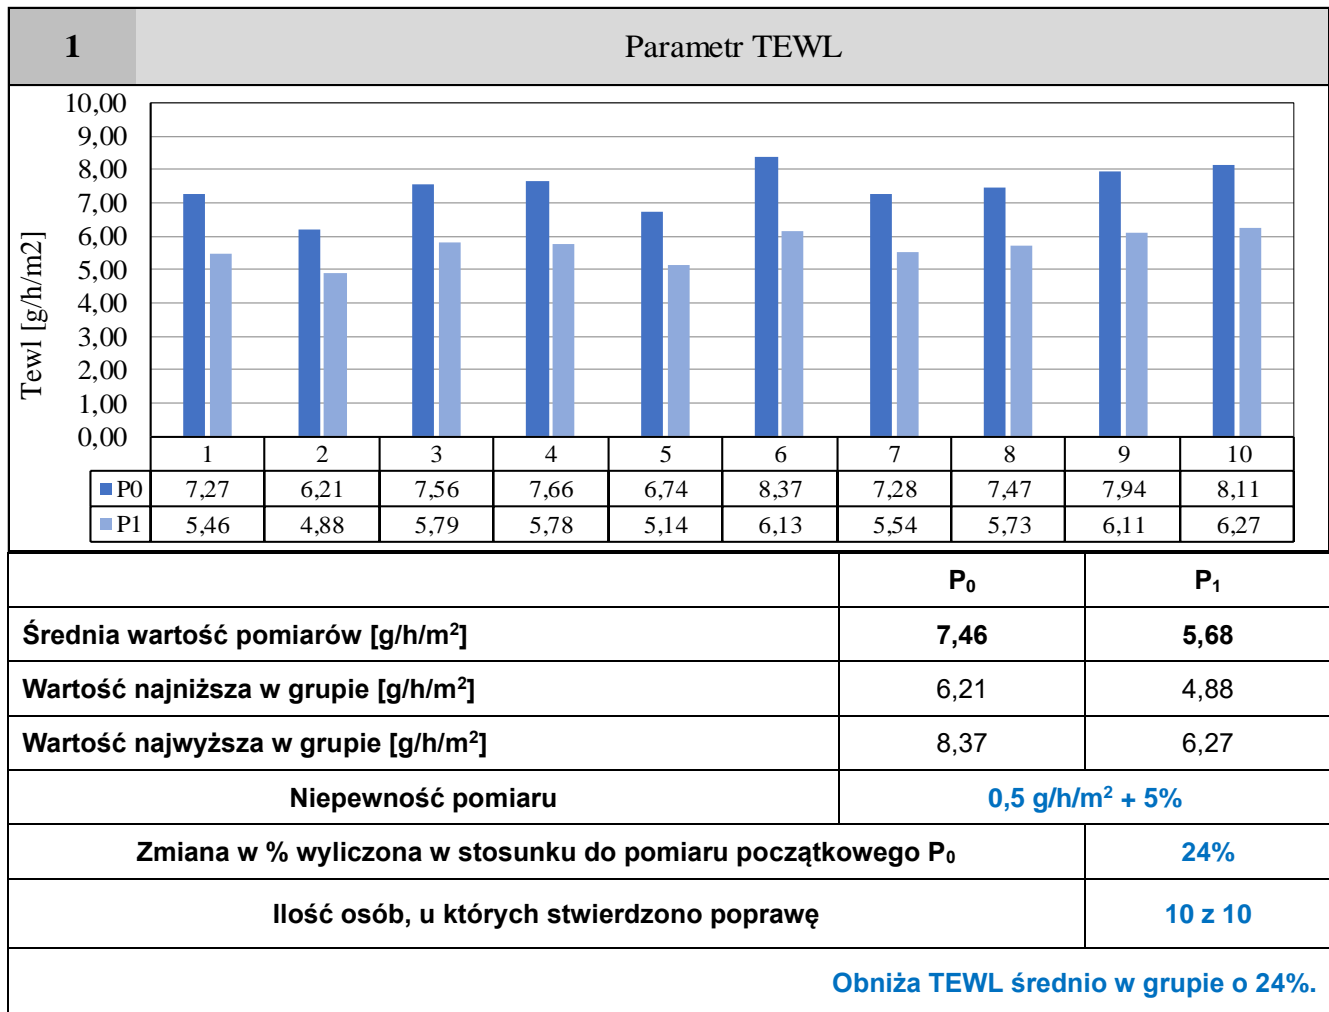 1 Parametr TEWL
Tewl [g/h/m2]
10,00
9,00
8,00
7,00
6,00
5,00
4,00
3,00
2,00
1,00
0,00
1 2 3 4 5 6 7 8 9 10
P0 7,27 6,21 7,56 7,66 6,74 8,37 7,28 7,47 7,94 8,11
P1 5,46 4,88 5,79 5,78 5,14 6,13 5,54 5,73 6,11 6,27
P₀ P₁
Średnia wartość pomiarów [g/h/m²] 7,46 5,68
Wartość najniższa w grupie [g/h/m²] 6,21 4,88
Wartość najwyższa w grupie [g/h/m²] 8,37 6,27
Niepewność pomiaru 0,5 g/h/m² + 5%
Zmiana w % wyliczona w stosunku do pomiaru początkowego P₀ 24%
Ilość osób, u których stwierdzono poprawę 10 z 10
Obniża TEWL średnio w grupie o 24%.